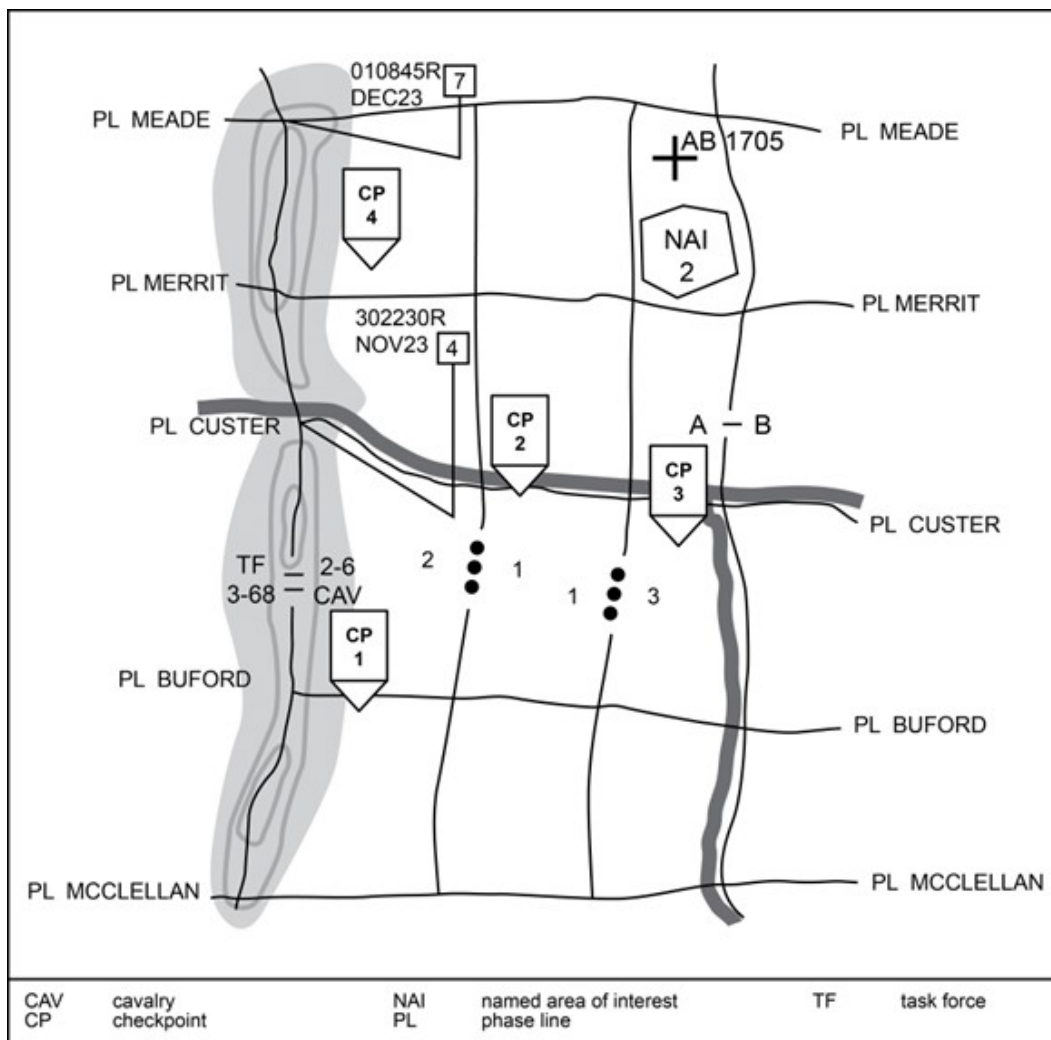 010845R
DEC23
7
PL MEADE
PL MEADE
AB 1705
CP
4
NAI
2
PL MERRIT
PL MERRIT
302230R
NOV23
4
PL CUSTER
CP
2
A B
CP
3
PL CUSTER
TF 2-6
3-68 CAV
2 1
1 3
CP
1
PL BUFORD
PL BUFORD
PL MCCLELLAN
PL MCCLELLAN
CAV cavalry NAI named area of interest TF task force
CP checkpoint PL phase line